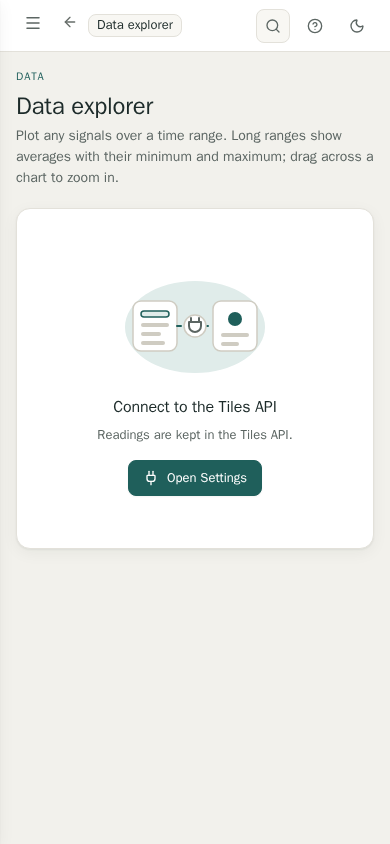 Data explorer
DATA
Data explorer
Plot any signals over a time range. Long ranges show
averages with their minimum and maximum; drag across a
chart to zoom in.
Connect to the Tiles API
Readings are kept in the Tiles API.
Open Settings